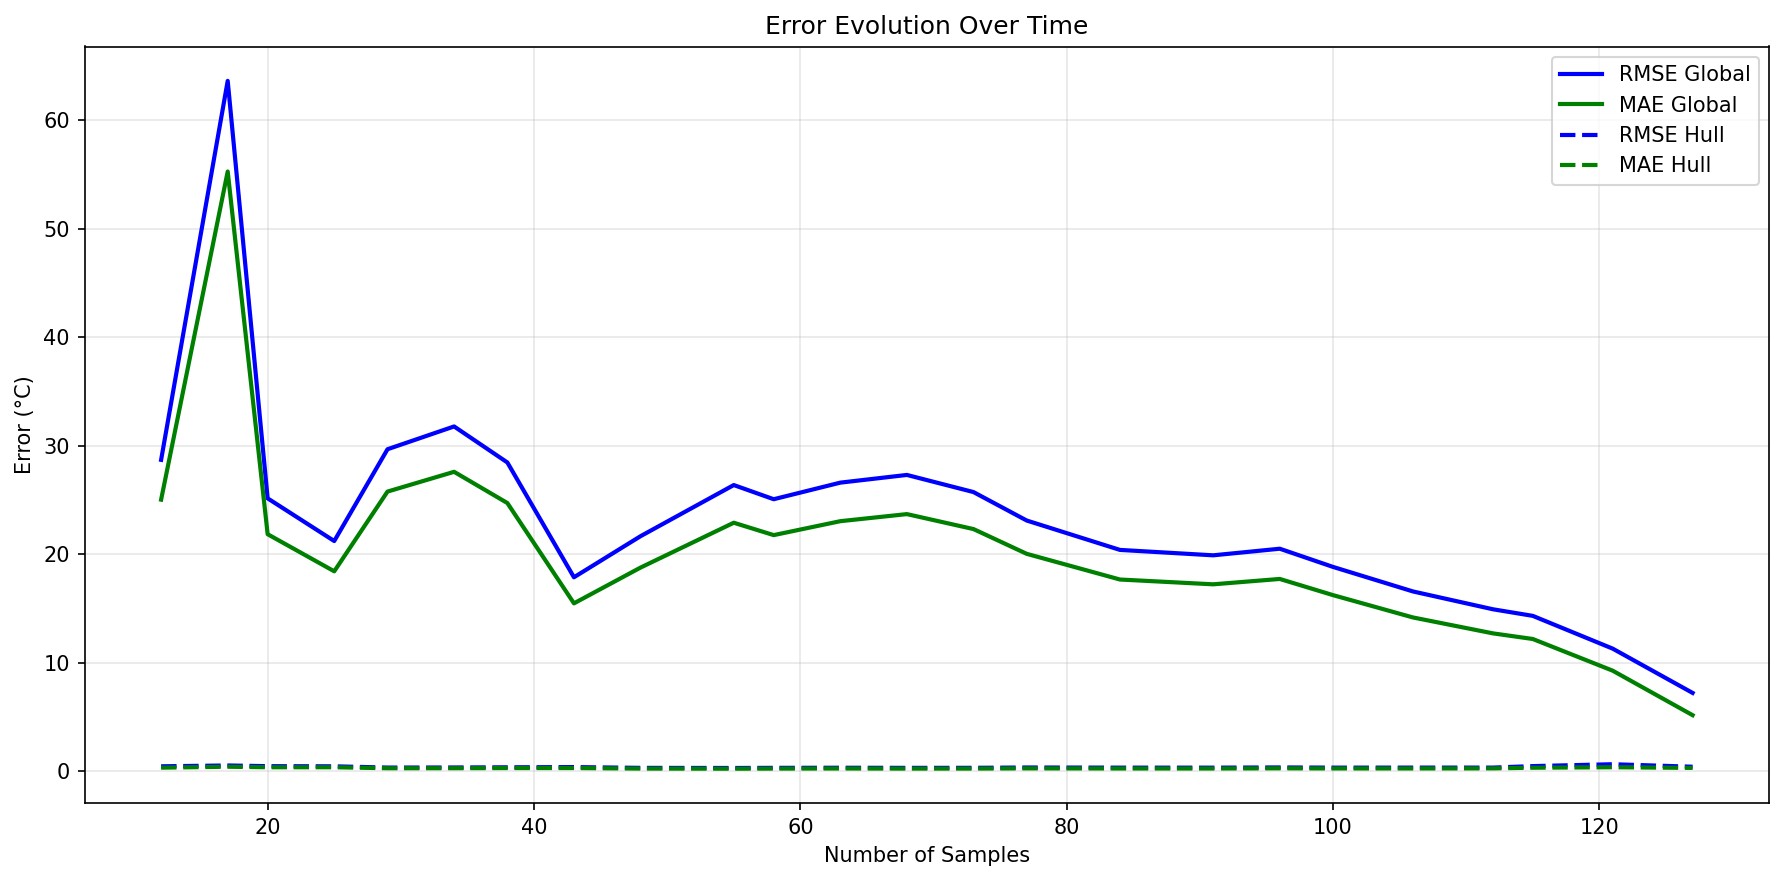 Error Evolution Over Time
RMSE Global
MAE Global
RMSE Hull
MAE Hull
60
50
40
30
20
10
0
Error (°C)
20 40 60 80 100 120
Number of Samples